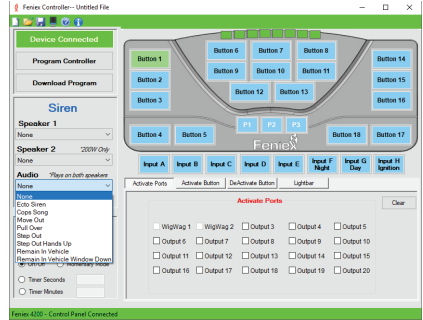 Feniex Controller-- Untitled File
Device Connected
Program Controller
Download Program
Siren
Speaker 1
None
Speaker 2 *200W Only
None
Audio *Plays on both speakers
None
None
Ecto Siren
Cops Song
Move Out
Pull Over
Step Out
Step Out Hands Up
Remain In Vehicle
Remain In Vehicle Window Down
On/Off Momentary Mode
Timer Seconds
Timer Minutes
Button 6 Button 7 Button 8
Button 1 Button 14
Button 9 Button 10 Button 11
Button 2 Button 15
Button 12 Button 13
Button 3 Button 16
P1 P2 P3
Button 4 Button 5 Button 18 Button 17
Feniex
Input A Input B Input C Input D Input E Input F Night Input G Day Input H Ignition
Activate Ports Activate Button DeActivate Button Lightbar
Activate Ports Clear
WigWag 1 WigWag 2 Output 3 Output 4 Output 5
Output 6 Output 7 Output 8 Output 9 Output 10
Output 11 Output 12 Output 13 Output 14 Output 15
Output 16 Output 17 Output 18 Output 19 Output 20
Feniex 4200 - Control Panel Connected